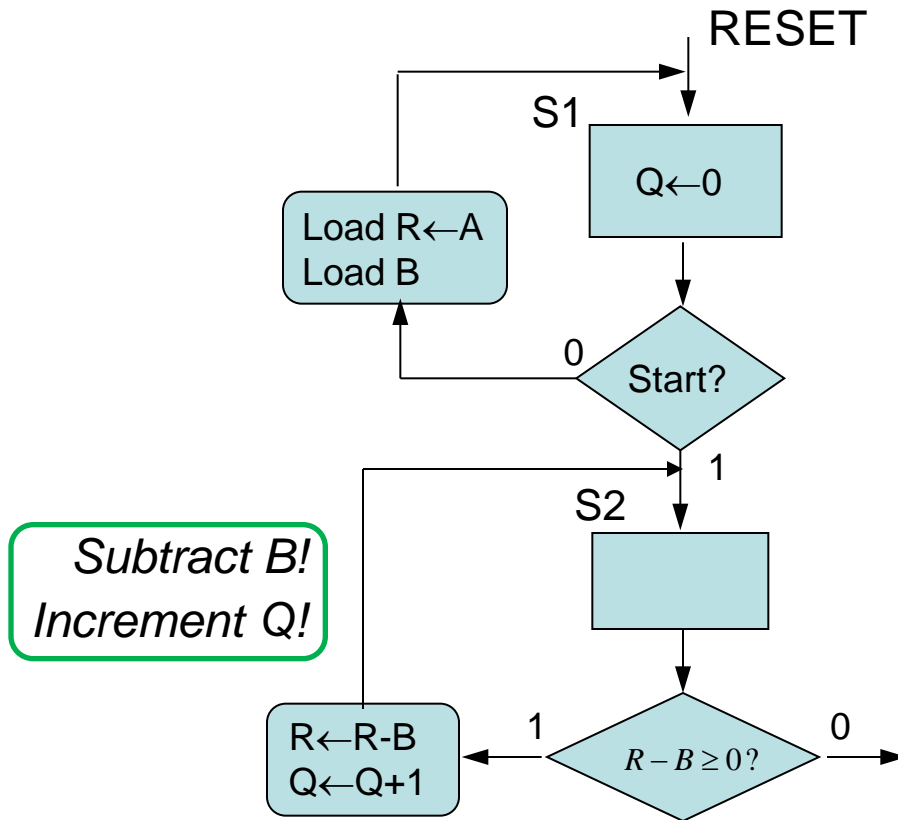 RESET
S1
Q←0
Load R←A
Load B
0
Start?
1
S2
Subtract B!
Increment Q!
R←R-B
Q←Q+1
1
R − B ≥ 0 ?
0